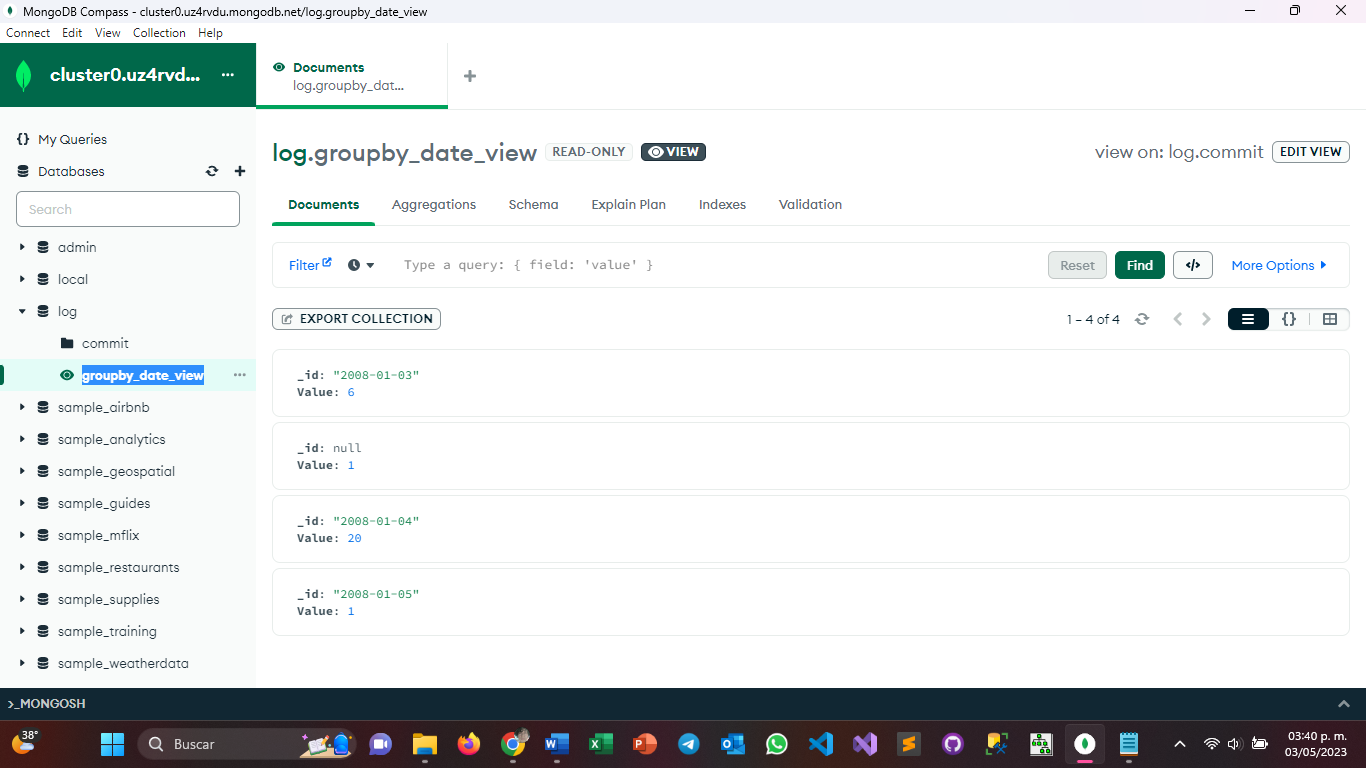 MongoDB Compass - cluster0.uz4rvdu.mongodb.net/log.groupby_date_view
Connect Edit View Collection Help
cluster0.uz4rvd... ...
Documents
log.groupby_dat...
{} My Queries
Databases
Search
admin
local
log
commit
groupby_date_view ...
sample_airbnb
sample_analytics
sample_geospatial
sample_guides
sample_mflix
sample_restaurants
sample_supplies
sample_training
sample_weatherdata
log.groupby_date_view READ-ONLY VIEW
view on: log.commit EDIT VIEW
Documents Aggregations Schema Explain Plan Indexes Validation
Filter Type a query: { field: 'value' } Reset Find </> More Options
EXPORT COLLECTION 1 – 4 of 4 {}
_id: "2008-01-03"
Value: 6
_id: null
Value: 1
_id: "2008-01-04"
Value: 20
_id: "2008-01-05"
Value: 1
>_MONGOSH
38°
Buscar
03:40 p. m.
03/05/2023